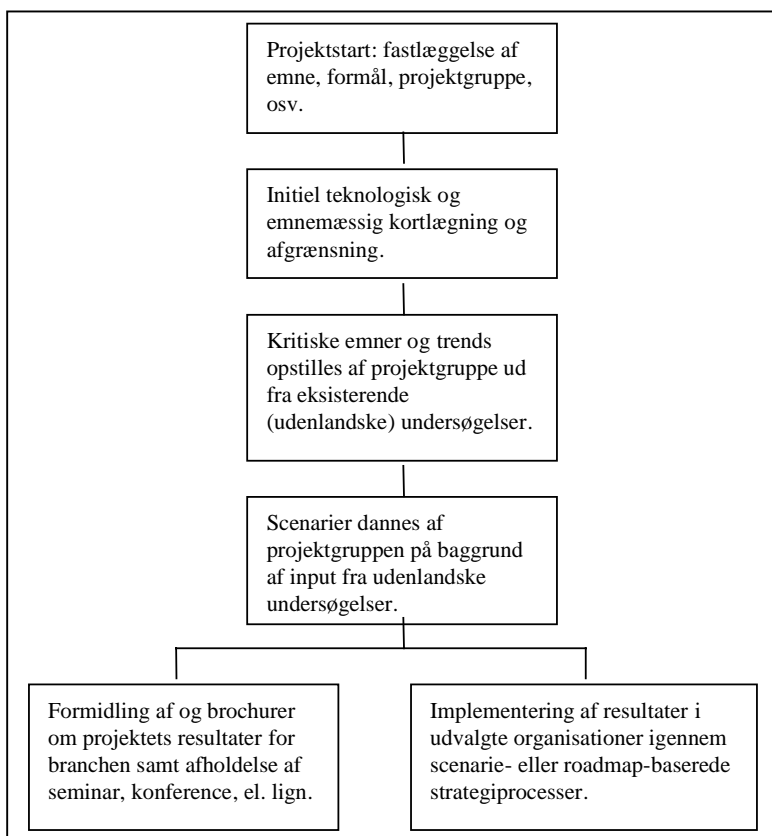 Projektstart: fastlæggelse af
emne, formål, projektgruppe,
osv.
Initiel teknologisk og
emnemæssig kortlægning og
afgrænsning.
Kritiske emner og trends
opstilles af projektgruppe ud
fra eksisterende
(udenlandske) undersøgelser.
Scenarier dannes af
projektgruppen på baggrund
af input fra udenlandske
undersøgelser.
Formidling af og brochurer
om projektets resultater for
branchen samt afholdelse af
seminar, konference, el. lign.
Implementering af resultater i
udvalgte organisationer igennem
scenarie- eller roadmap-baserede
strategiprocesser.